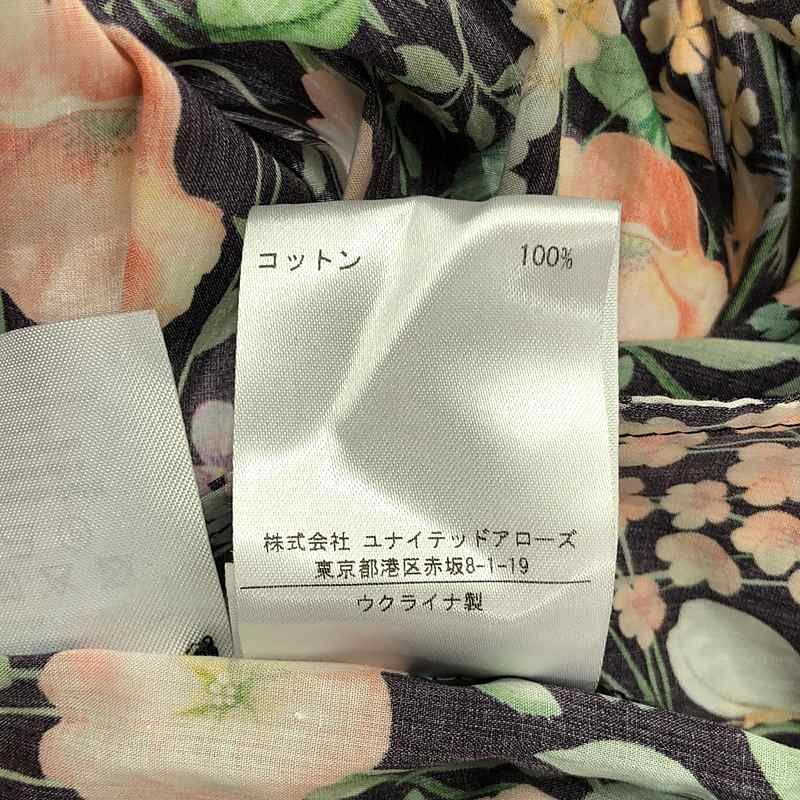 コットン 100%
株式会社 ユナイテッドアローズ
東京都港区赤坂8-1-19
ウクライナ製